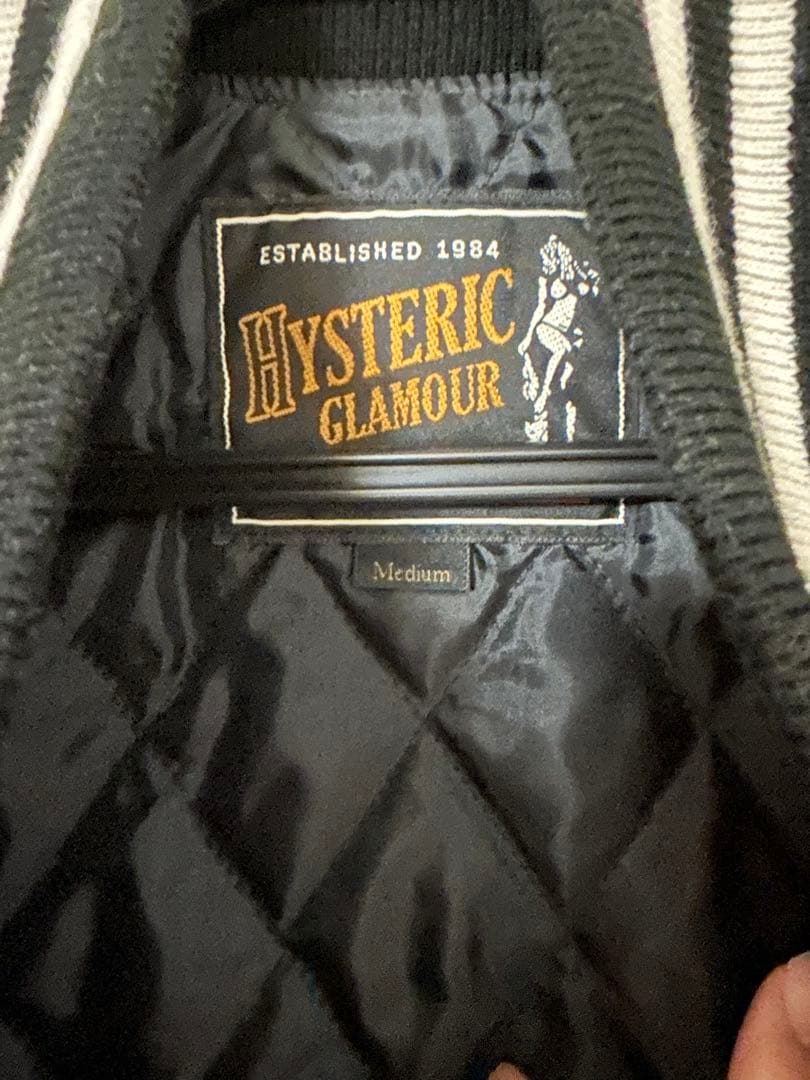 ESTABLISHED 1984
HYSTERIC
GLAMOUR
Medium